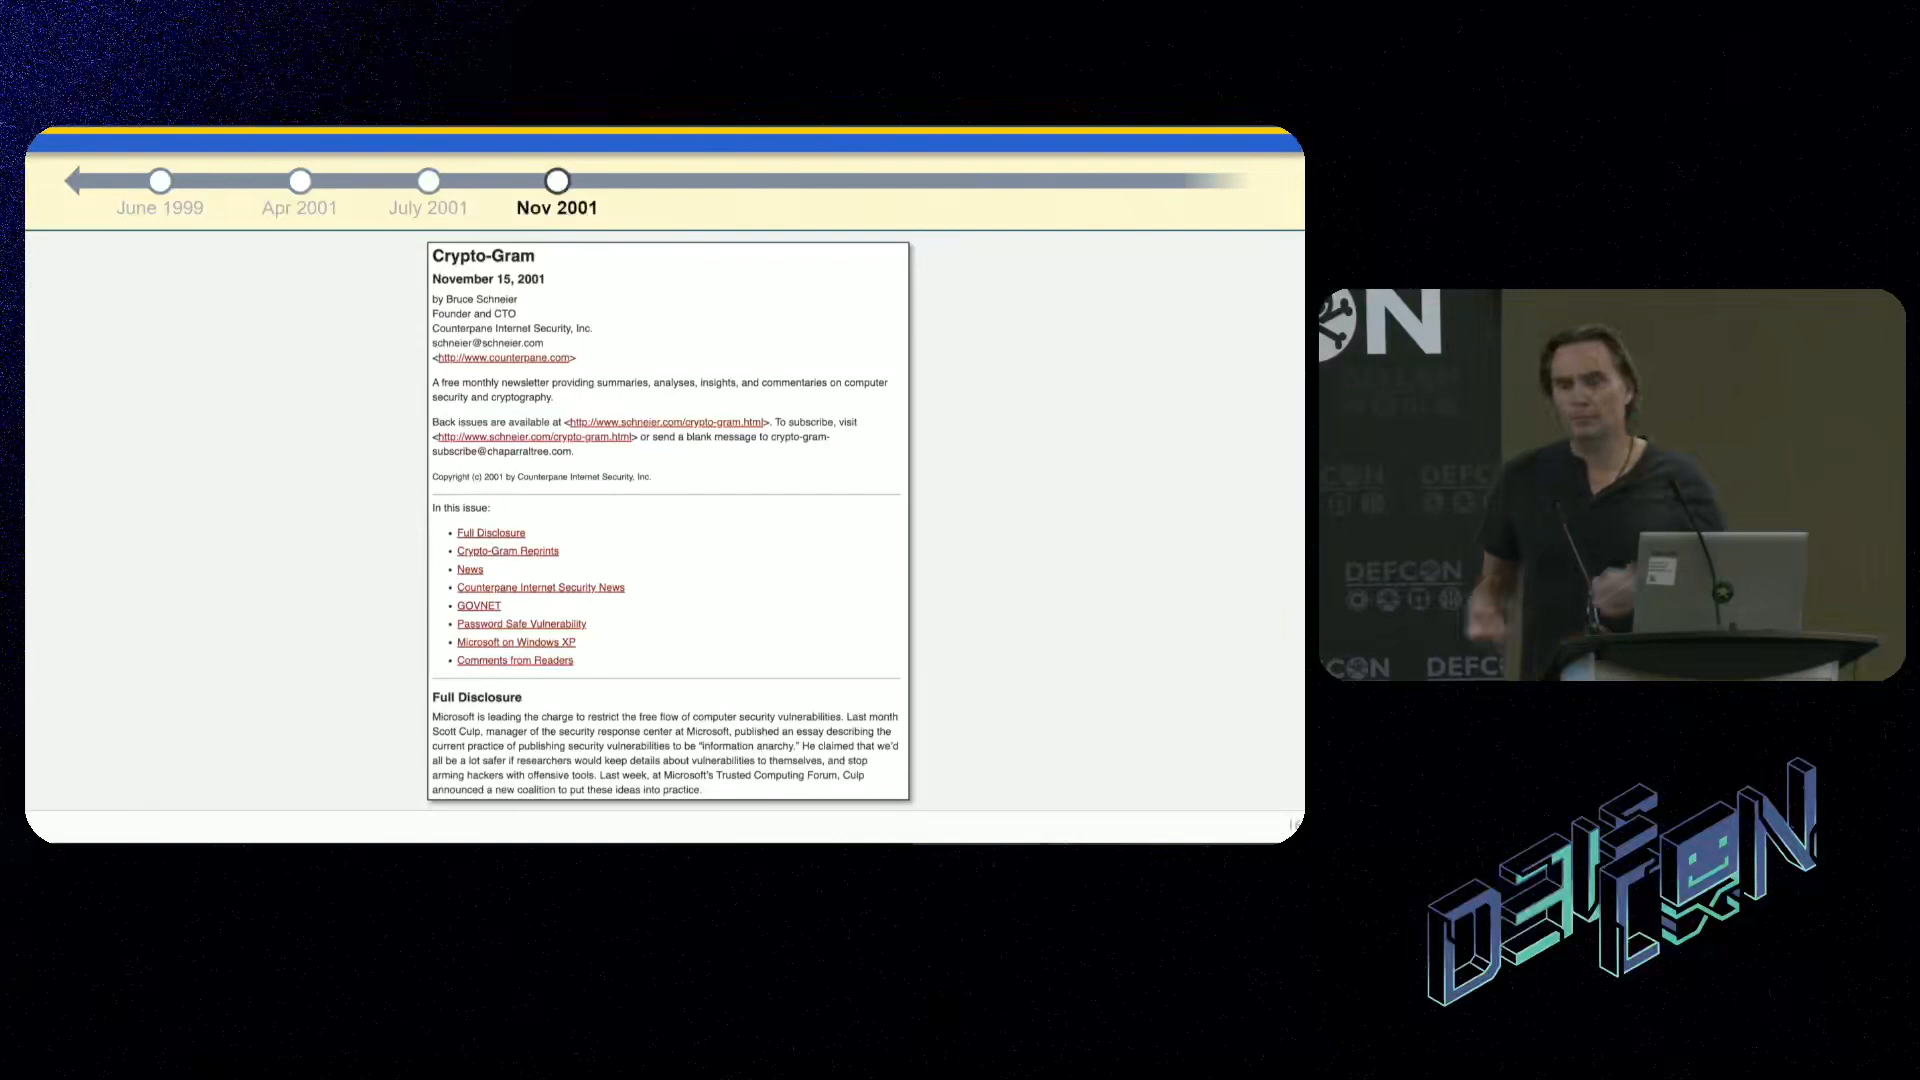 June 1999
Apr 2001
July 2001
Nov 2001
Crypto-Gram
November 15, 2001
by Bruce Schneier
Founder and CTO
Counterpane Internet Security, Inc.
schneier@schneier.com
<http://www.counterpane.com>
A free monthly newsletter providing summaries, analyses, insights, and commentaries on computer
security and cryptography.
Back issues are available at <http://www.schneier.com/crypto-gram.html>. To subscribe, visit
<http://www.schneier.com/crypto-gram.html> or send a blank message to crypto-gram-
subscribe@chaparraltree.com.
Copyright (c) 2001 by Counterpane Internet Security, Inc.
In this issue:
• Full Disclosure
• Crypto-Gram Reprints
• News
• Counterpane Internet Security News
• GOVNET
• Password Safe Vulnerability
• Microsoft on Windows XP
• Comments from Readers
Full Disclosure
Microsoft is leading the charge to restrict the free flow of computer security vulnerabilities. Last month
Scott Culp, manager of the security response center at Microsoft, published an essay describing the
current practice of publishing security vulnerabilities to be "information anarchy." He claimed that we'd
all be a lot safer if researchers would keep details about vulnerabilities to themselves, and stop
arming hackers with offensive tools. Last week, at Microsoft's Trusted Computing Forum, Culp
announced a new coalition to put these ideas into practice.
N
CON DEFCON
DEFCON
CON DEFC
DEFCON